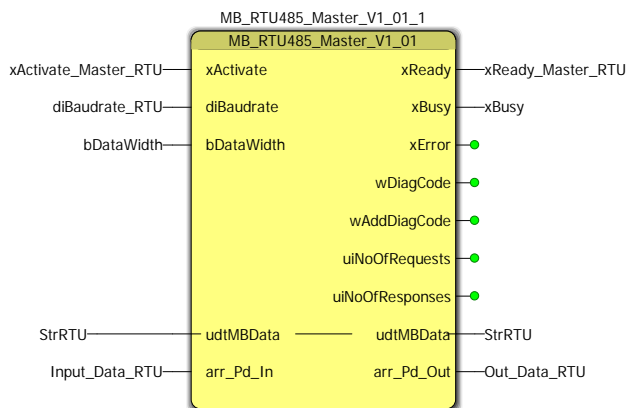 MB_RTU485_Master_V1_01_1
MB_RTU485_Master_V1_01
xActivate_Master_RTU xActivate xReady xReady_Master_RTU
diBaudrate_RTU diBaudrate xBusy xBusy
bDataWidth bDataWidth xError
wDiagCode
wAddDiagCode
uiNoOfRequests
uiNoOfResponses
StrRTU udtMBData udtMBData StrRTU
Input_Data_RTU arr_Pd_In arr_Pd_Out Out_Data_RTU